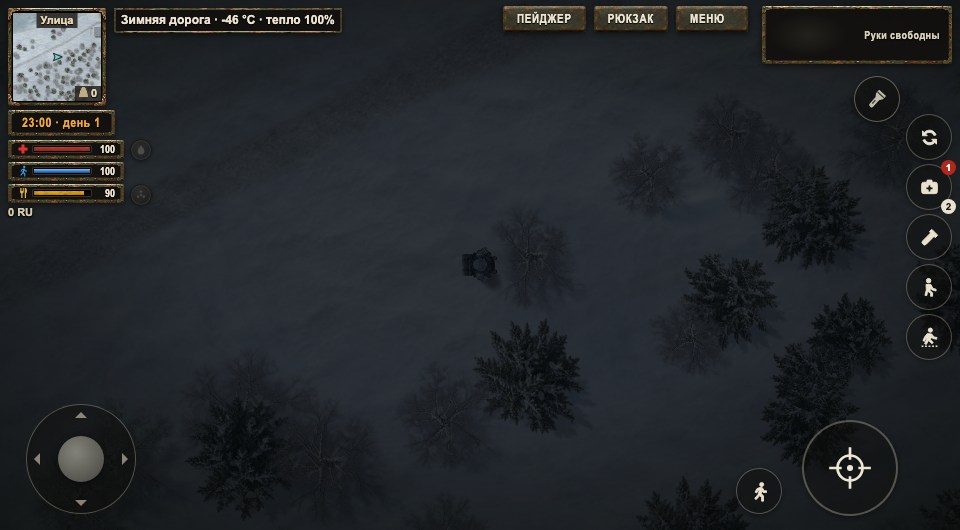 Улица
Зимняя дорога · -46 °C · тепло 100%
ПЕЙДЖЕР
РЮКЗАК
МЕНЮ
Руки свободны
0
23:00 · день 1
100
100
90
0 RU
1
2